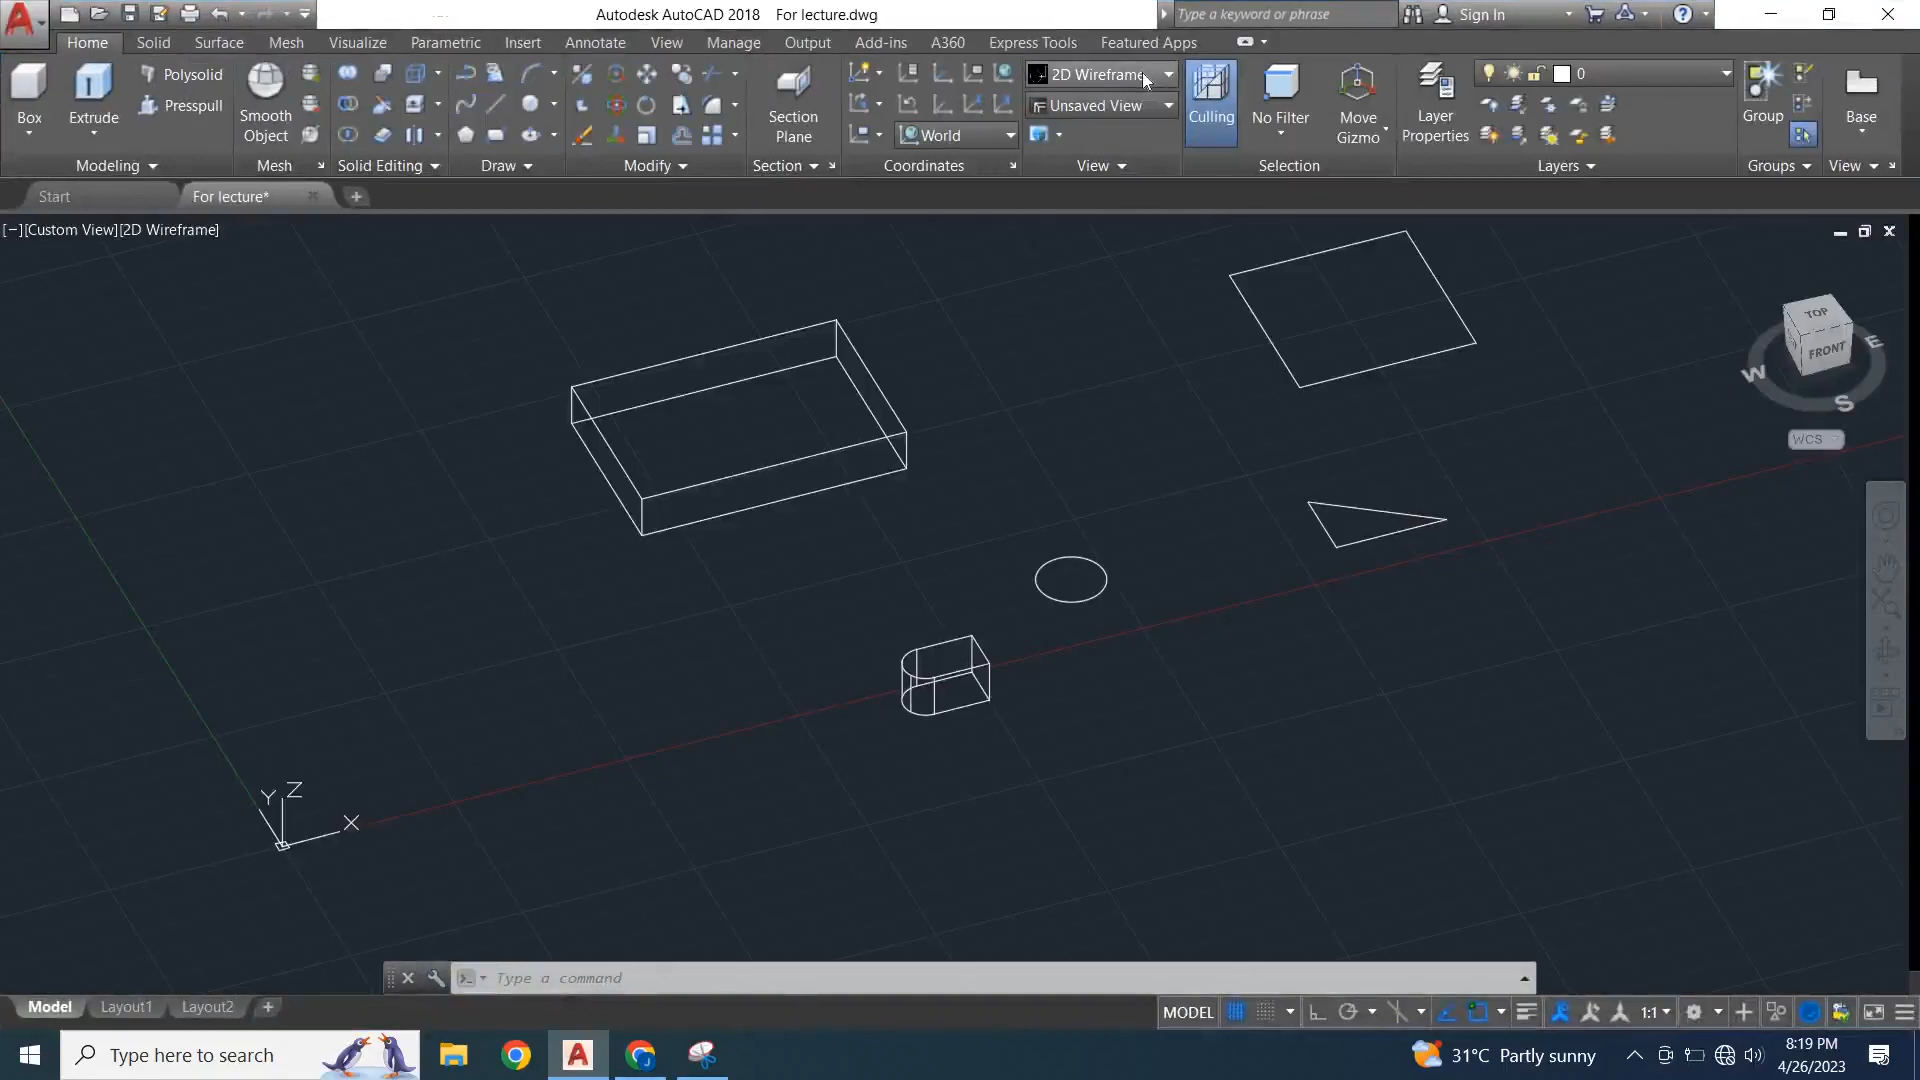 Autodesk AutoCAD 2018 For lecture.dwg
Type a keyword or phrase
Sign In
Home Solid Surface Mesh Visualize Parametric Insert Annotate View Manage Output Add-ins A360 Express Tools Featured Apps
Box
Extrude
Polysolid
Presspull
Smooth
Object
Section
Plane
World
2D Wireframe
Unsaved View
Culling
No Filter
Move
Gizmo
Layer
Properties
0
Group
Base
Modeling Mesh Solid Editing Draw Modify Section Coordinates View Selection Layers Groups View
Start For lecture*
[−][Custom View][2D Wireframe]
TOP
FRONT
W
E
S
WCS
Y Z
X
Type a command
Model Layout1 Layout2
MODEL
1:1
Type here to search
31°C Partly sunny
8:19 PM
4/26/2023